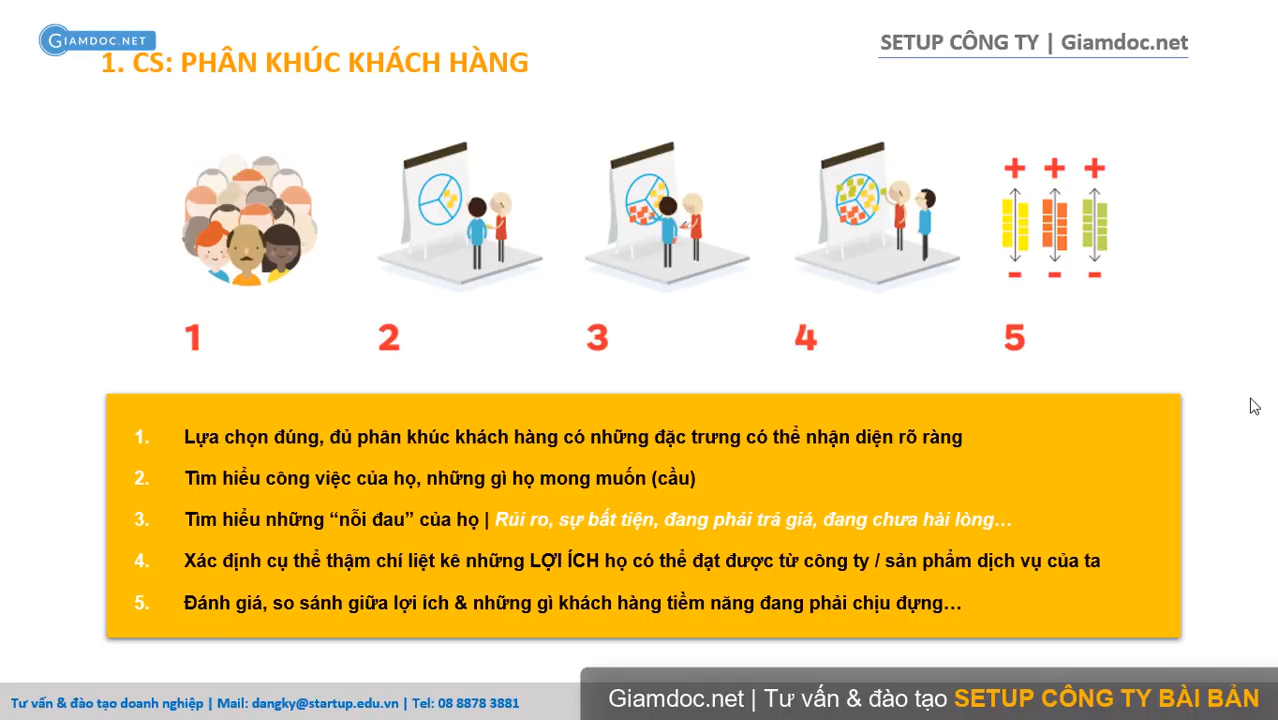 GIAMDOC.NET
SETUP CÔNG TY | Giamdoc.net
1. CS: PHÂN KHÚC KHÁCH HÀNG
+ + +
- - -
1 2 3 4 5
1. Lựa chọn đúng, đủ phân khúc khách hàng có những đặc trưng có thể nhận diện rõ ràng
2. Tìm hiểu công việc của họ, những gì họ mong muốn (cầu)
3. Tìm hiểu những “nỗi đau” của họ | Rủi ro, sự bất tiện, đang phải trả giá, đang chưa hài lòng…
4. Xác định cụ thể thậm chí liệt kê những LỢI ÍCH họ có thể đạt được từ công ty / sản phẩm dịch vụ của ta
5. Đánh giá, so sánh giữa lợi ích & những gì khách hàng tiềm năng đang phải chịu đựng…
Tư vấn & đào tạo doanh nghiệp | Mail: dangky@startup.edu.vn | Tel: 08 8878 3881
Giamdoc.net | Tư vấn & đào tạo SETUP CÔNG TY BÀI BẢN